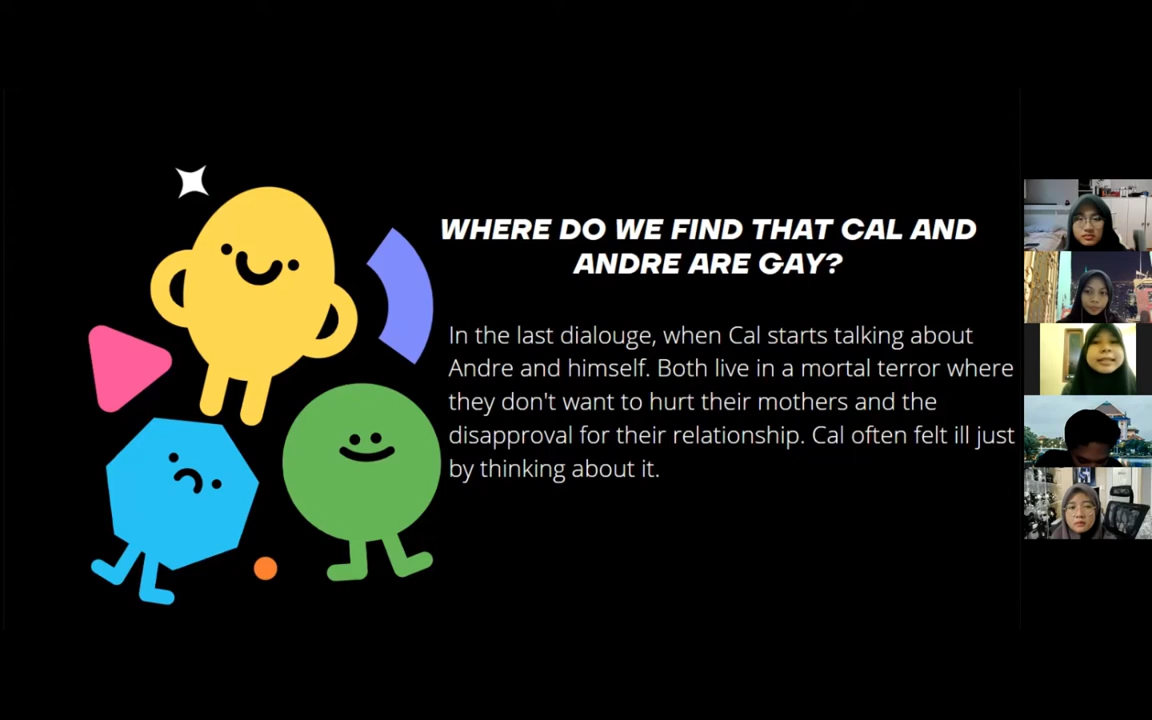 WHERE DO WE FIND THAT CAL AND
ANDRE ARE GAY?
In the last dialouge, when Cal starts talking about
Andre and himself. Both live in a mortal terror where
they don't want to hurt their mothers and the
disapproval for their relationship. Cal often felt ill just
by thinking about it.